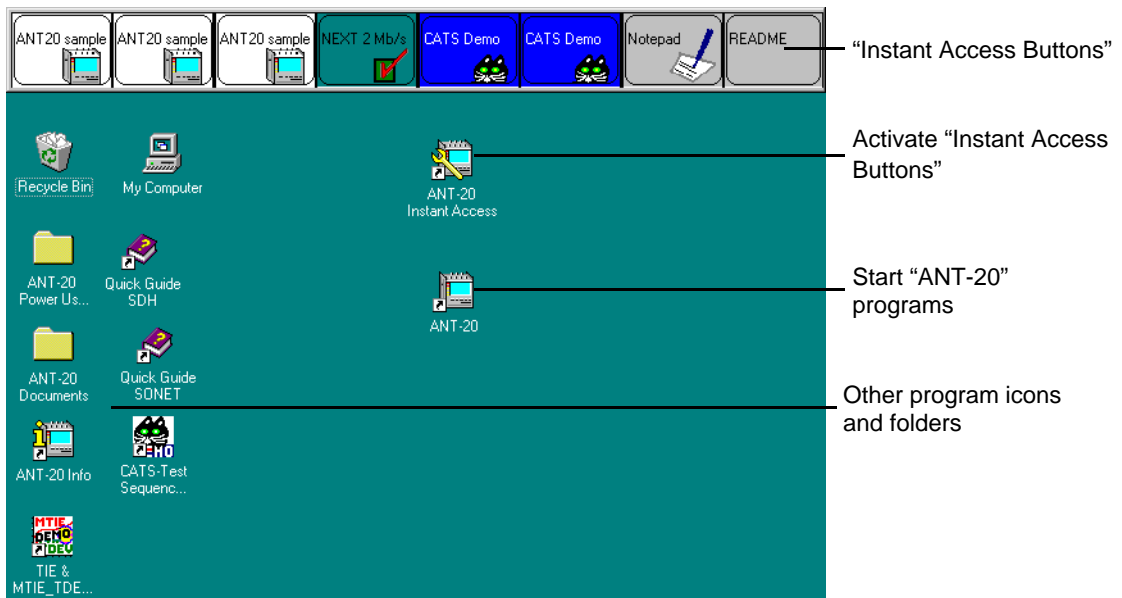 ANT20 sample
ANT20 sample
ANT20 sample
NEXT 2 Mb/s
CATS Demo
CATS Demo
Notepad
README
“Instant Access Buttons”
Recycle Bin
My Computer
ANT-20
Instant Access
Activate “Instant Access
Buttons”
ANT-20
Power Us...
Quick Guide
SDH
ANT-20
Start “ANT-20”
programs
ANT-20
Documents
Quick Guide
SONET
Other program icons
and folders
ANT-20 Info
DEMO
CATS-Test
Sequenc...
MTIE
DEMO
DEV
TIE &
MTIE_TDE...